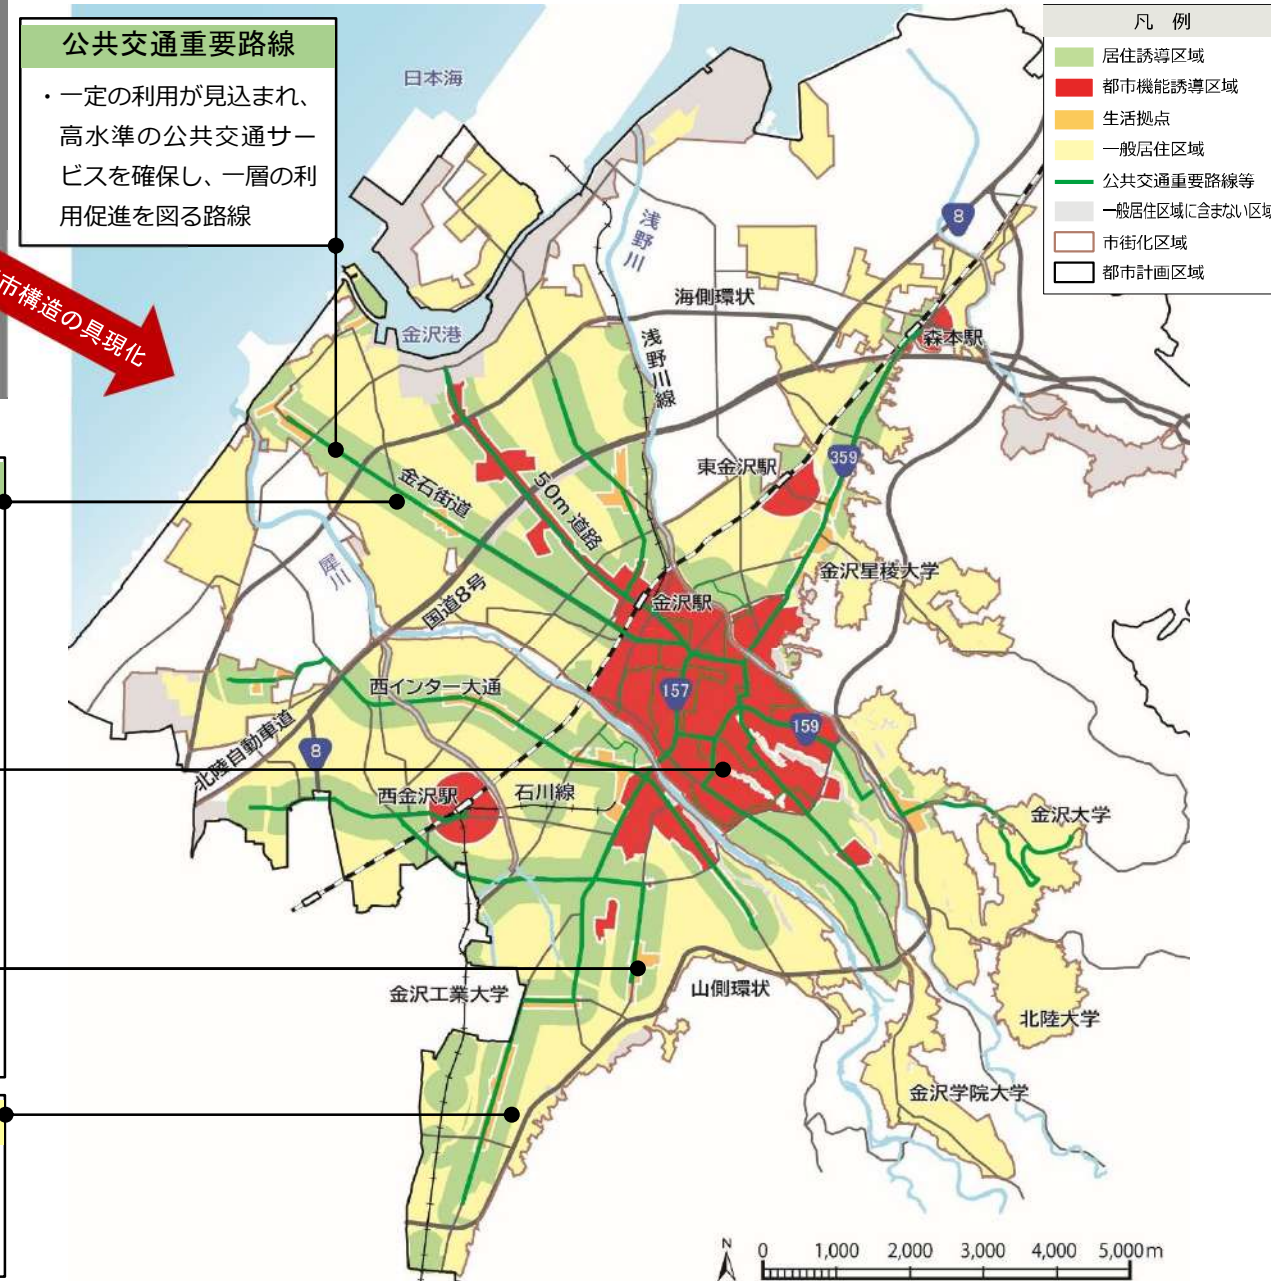 公共交通重要路線
・一定の利用が見込まれ、
高水準の公共交通サー
ビスを確保し、一層の利
用促進を図る路線
市構造の具現化
凡 例
居住誘導区域
都市機能誘導区域
生活拠点
一般居住区域
公共交通重要路線等
一般居住区域に含まない区域
市街化区域
都市計画区域
日本海
浅野川
8
海側環状
金沢港
浅野川線
森本駅
東金沢駅
359
金石街道
50m 道路
犀川
国道8号
金沢星稜大学
金沢駅
西インター大通
157
159
北陸自動車道
8
西金沢駅
石川線
金沢大学
金沢工業大学
山側環状
北陸大学
金沢学院大学
N
0 1,000 2,000 3,000 4,000 5,000m